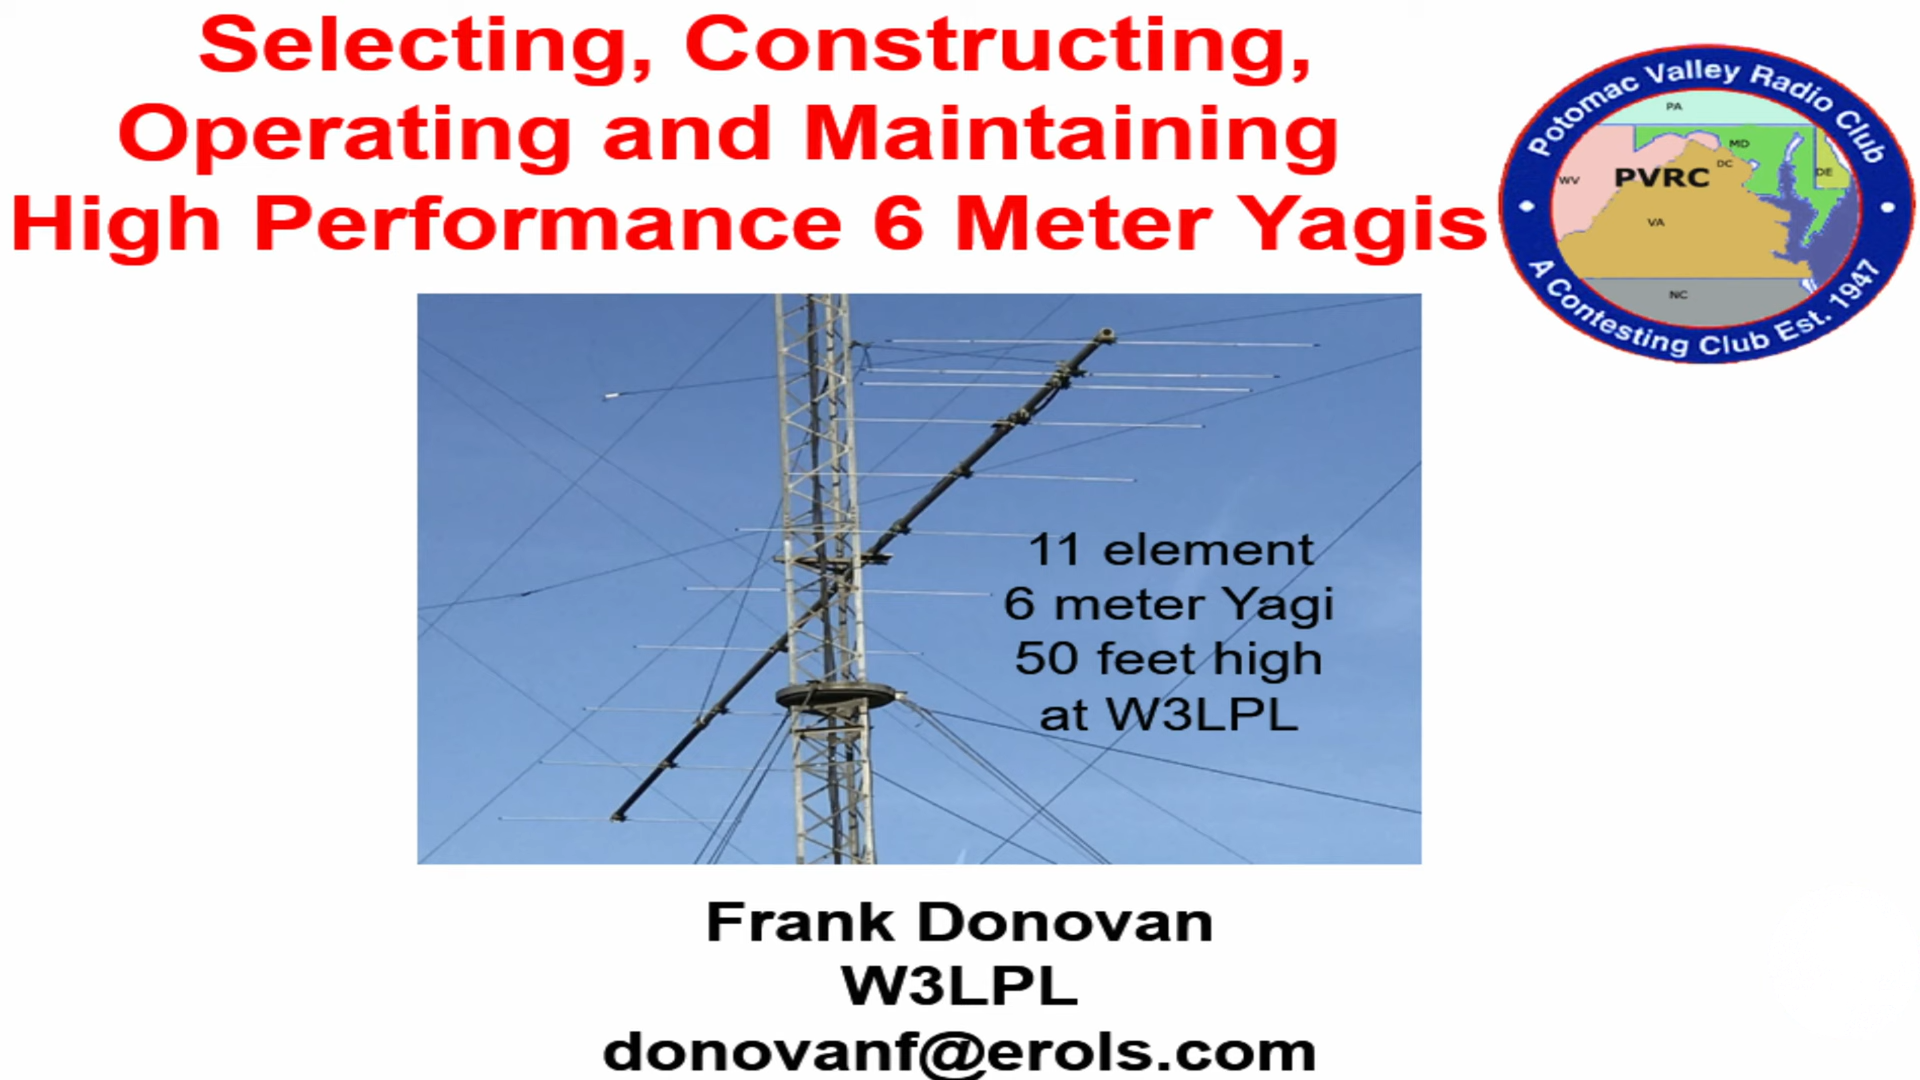 Selecting, Constructing,
Operating and Maintaining
High Performance 6 Meter Yagis
Potomac Valley Radio Club
PA
MD
DC
DE
WV
PVRC
VA
NC
A Contesting Club Est. 1947
11 element
6 meter Yagi
50 feet high
at W3LPL
Frank Donovan
W3LPL
donovanf@erols.com